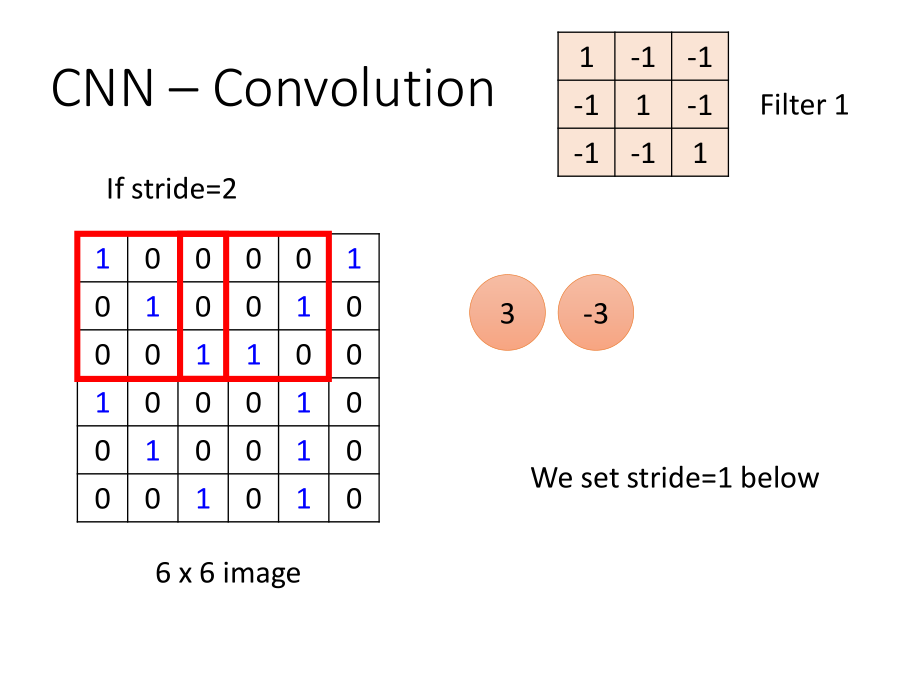 CNN – Convolution
1 -1 -1
-1 1 -1
-1 -1 1
Filter 1
If stride=2
1 0 0 0 0 1
0 1 0 0 1 0
0 0 1 1 0 0
1 0 0 0 1 0
0 1 0 0 1 0
0 0 1 0 1 0
3 -3
We set stride=1 below
6 x 6 image